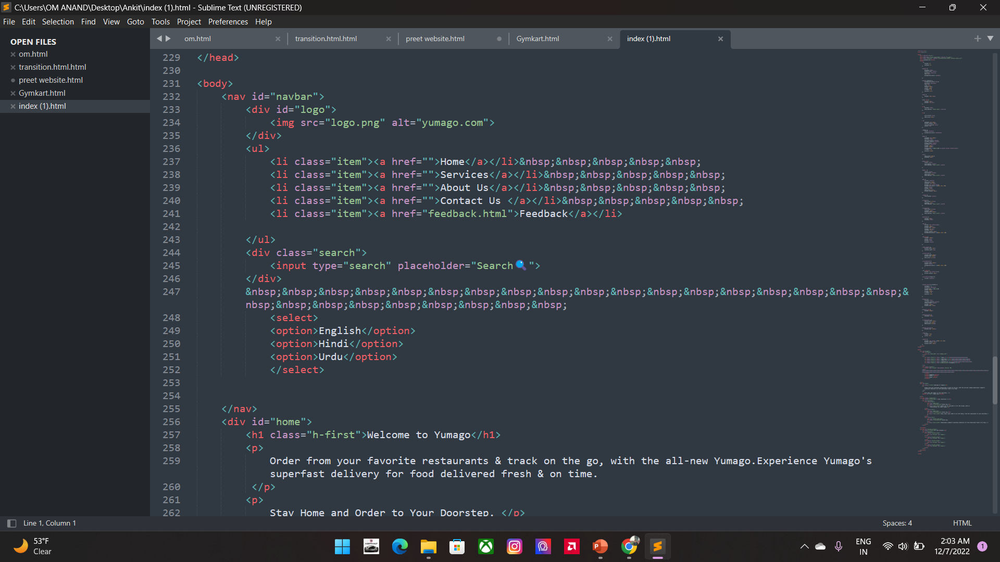 C:\Users\OM ANAND\Desktop\Ankit\index (1).html - Sublime Text (UNREGISTERED)
File Edit Selection Find View Goto Tools Project Preferences Help
OPEN FILES
om.html
transition.html.html
preet website.html
Gymkart.html
index (1).html
om.html transition.html.html preet website.html Gymkart.html index (1).html
229 </head>
230
231 <body>
232 <nav id="navbar">
233 <div id="logo">
234 <img src="logo.png" alt="yumago.com">
235 </div>
236 <ul>
237 <li class="item"><a href="">Home</a></li>&nbsp;&nbsp;&nbsp;&nbsp;&nbsp;
238 <li class="item"><a href="">Services</a></li>&nbsp;&nbsp;&nbsp;&nbsp;&nbsp;
239 <li class="item"><a href="">About Us</a></li>&nbsp;&nbsp;&nbsp;&nbsp;&nbsp;
240 <li class="item"><a href="">Contact Us </a></li>&nbsp;&nbsp;&nbsp;&nbsp;&nbsp;
241 <li class="item"><a href="feedback.html">Feedback</a></li>
242
243 </ul>
244 <div class="search">
245 <input type="search" placeholder="Search🔍">
246 </div>
247 &nbsp;&nbsp;&nbsp;&nbsp;&nbsp;&nbsp;&nbsp;&nbsp;&nbsp;&nbsp;&nbsp;&nbsp;&nbsp;&nbsp;&nbsp;&nbsp;&nbsp;&nbsp;&
nbsp;&nbsp;&nbsp;&nbsp;&nbsp;&nbsp;&nbsp;&nbsp;&nbsp;
248 <select>
249 <option>English</option>
250 <option>Hindi</option>
251 <option>Urdu</option>
252 </select>
253
254
255 </nav>
256 <div id="home">
257 <h1 class="h-first">Welcome to Yumago</h1>
258 <p>
259 Order from your favorite restaurants & track on the go, with the all-new Yumago.Experience Yumago's
superfast delivery for food delivered fresh & on time.
260 </p>
261 <p>
262 Stay Home and Order to Your Doorstep. </p>
Line 1, Column 1 Spaces: 4 HTML
53°F
Clear
ENG
IN
2:03 AM
12/7/2022
1